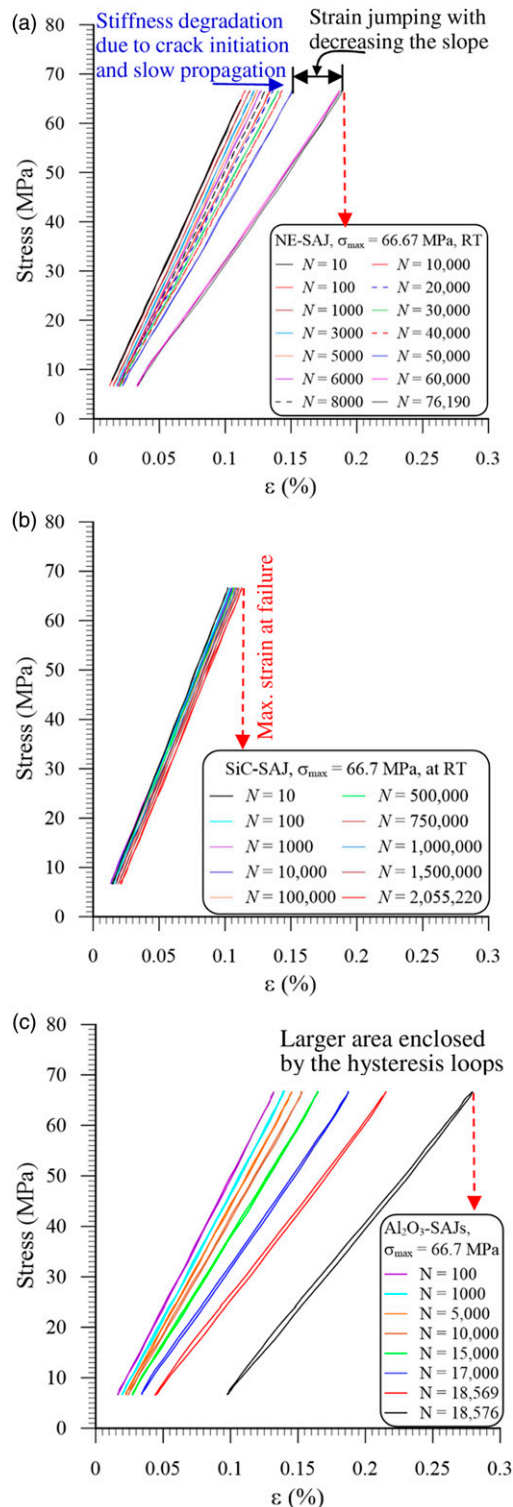 (a)
Stiffness degradation
due to crack initiation
and slow propagation
Strain jumping with
decreasing the slope
80
70
60
50
40
30
20
10
0
Stress (MPa)
NE-SAJ, σmax = 66.67 MPa, RT
N = 10 N = 10,000
N = 100 N = 20,000
N = 1000 N = 30,000
N = 3000 N = 40,000
N = 5000 N = 50,000
N = 6000 N = 60,000
N = 8000 N = 76,190
0 0.05 0.1 0.15 0.2 0.25 0.3
ε (%)
(b)
80
70
60
50
40
30
20
10
0
Stress (MPa)
Max. strain at failure
SiC-SAJ, σmax = 66.7 MPa, at RT
N = 10 N = 500,000
N = 100 N = 750,000
N = 1000 N = 1,000,000
N = 10,000 N = 1,500,000
N = 100,000 N = 2,055,220
0 0.05 0.1 0.15 0.2 0.25 0.3
ε (%)
(c)
80
70
60
50
40
30
20
10
0
Stress (MPa)
Larger area enclosed
by the hysteresis loops
Al2O3-SAJs,
σmax = 66.7 MPa
N = 100
N = 1000
N = 5,000
N = 10,000
N = 15,000
N = 17,000
N = 18,569
N = 18,576
0 0.05 0.1 0.15 0.2 0.25 0.3
ε (%)